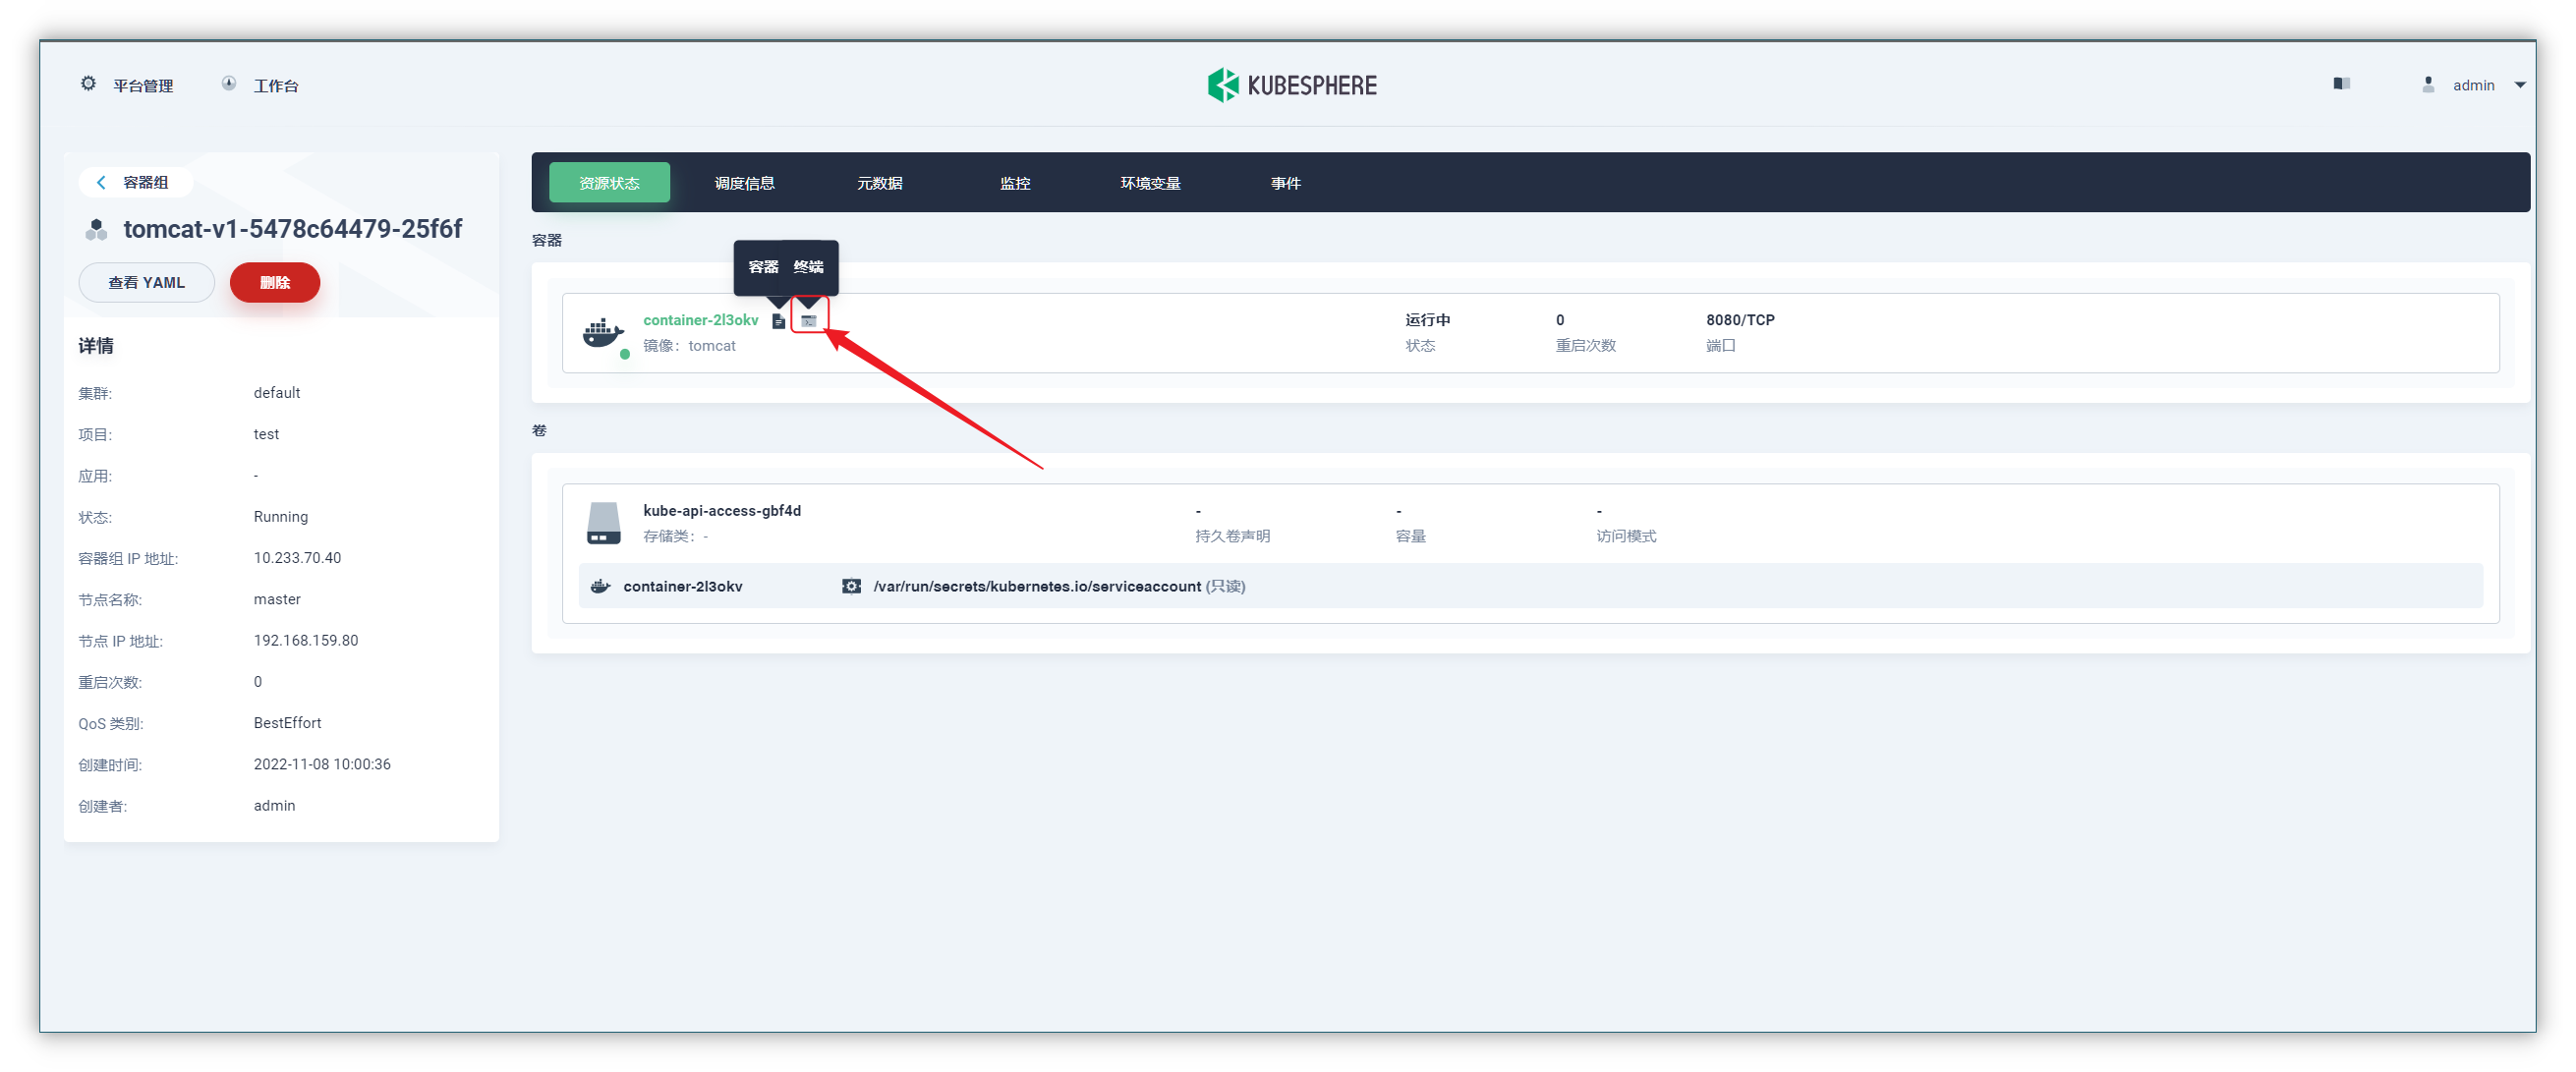 平台管理 工作台 KUBESPHERE admin
容器组
tomcat-v1-5478c64479-25f6f
查看 YAML 删除
详情
集群: default
项目: test
应用: -
状态: Running
容器组 IP 地址: 10.233.70.40
节点名称: master
节点 IP 地址: 192.168.159.80
重启次数: 0
QoS 类别: BestEffort
创建时间: 2022-11-08 10:00:36
创建者: admin
资源状态 调度信息 元数据 监控 环境变量 事件
容器
容器 终端
container-2l3okv 运行中 0 8080/TCP
镜像: tomcat 状态 重启次数 端口
卷
kube-api-access-gbf4d - - -
存储类: - 持久卷声明 容量 访问模式
container-2l3okv /var/run/secrets/kubernetes.io/serviceaccount (只读)